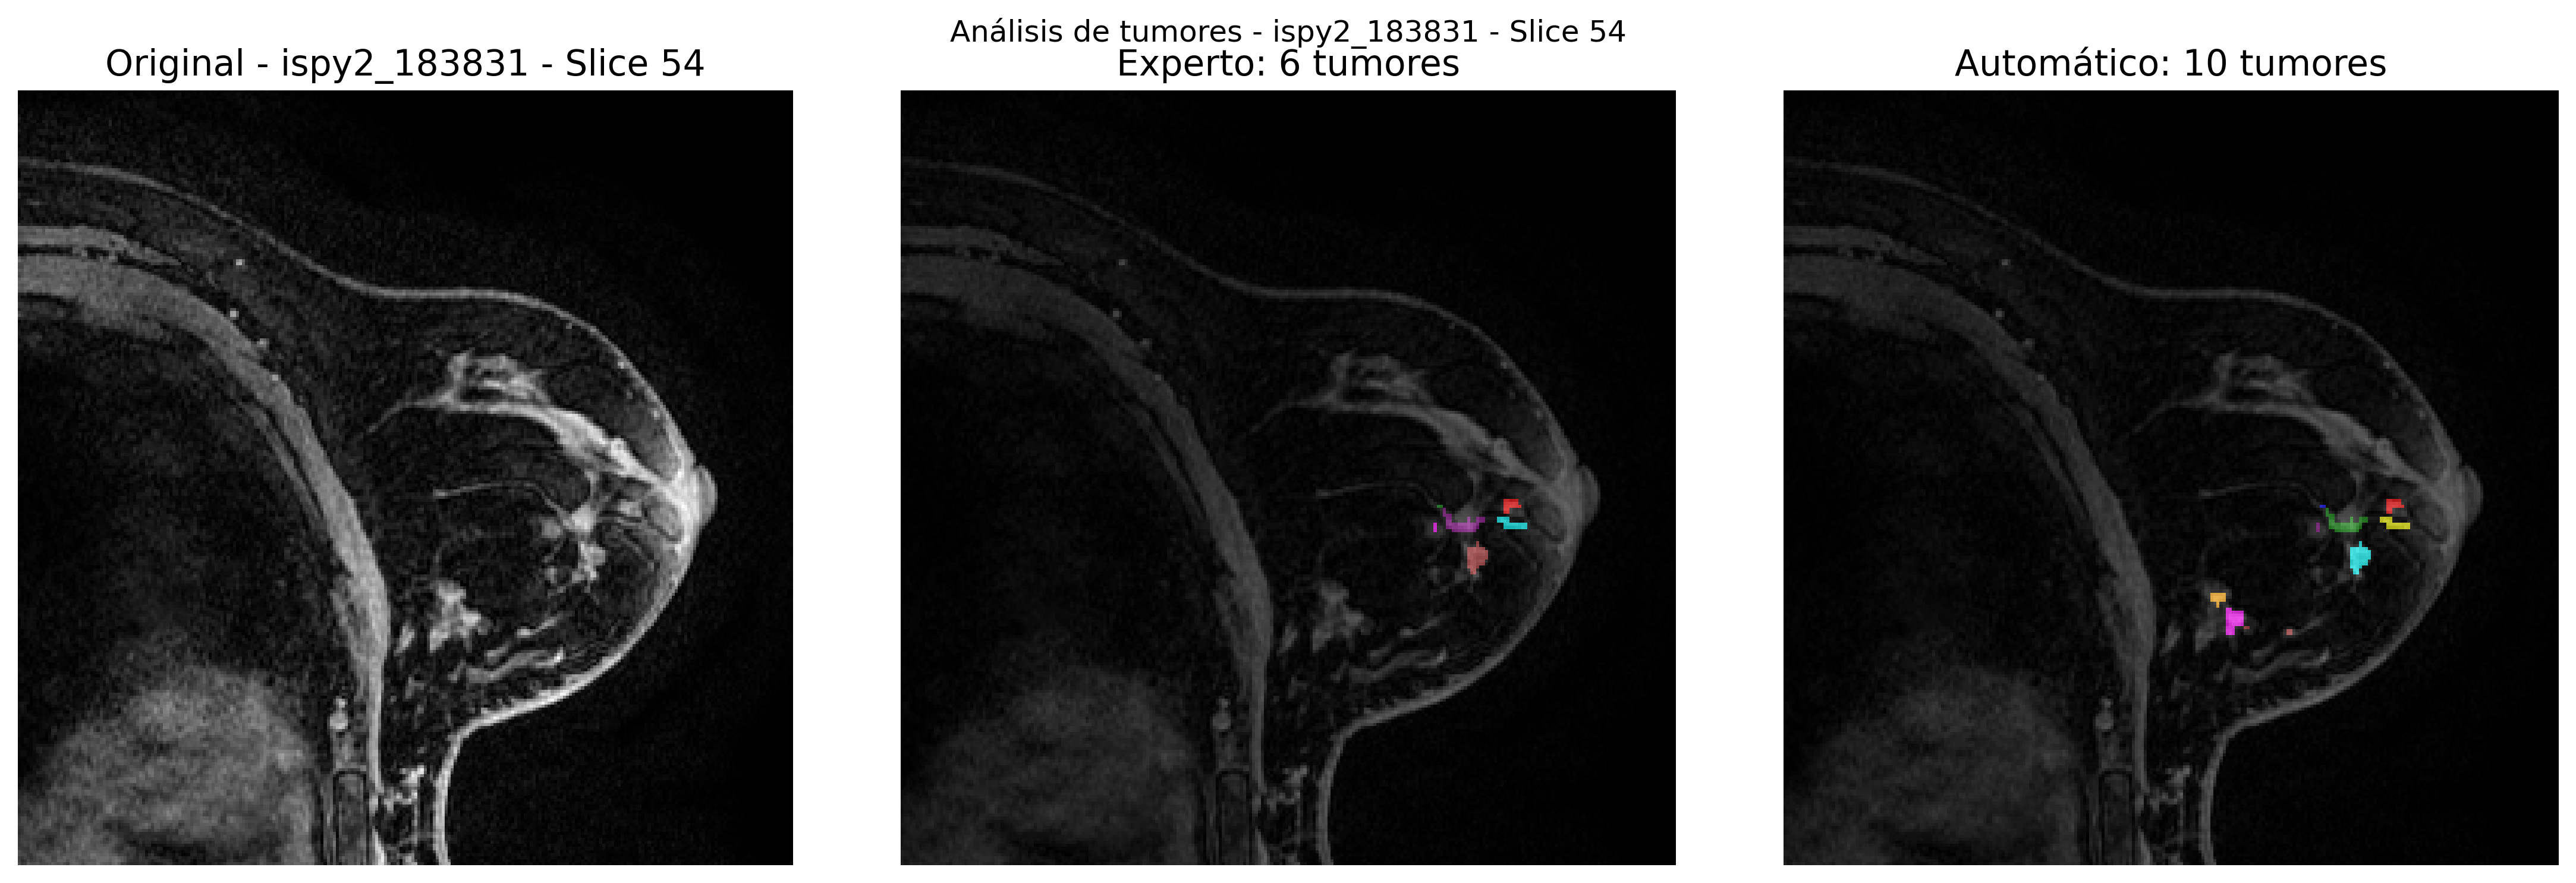 Análisis de tumores - ispy2_183831 - Slice 54
Original - ispy2_183831 - Slice 54
Experto: 6 tumores
Automático: 10 tumores